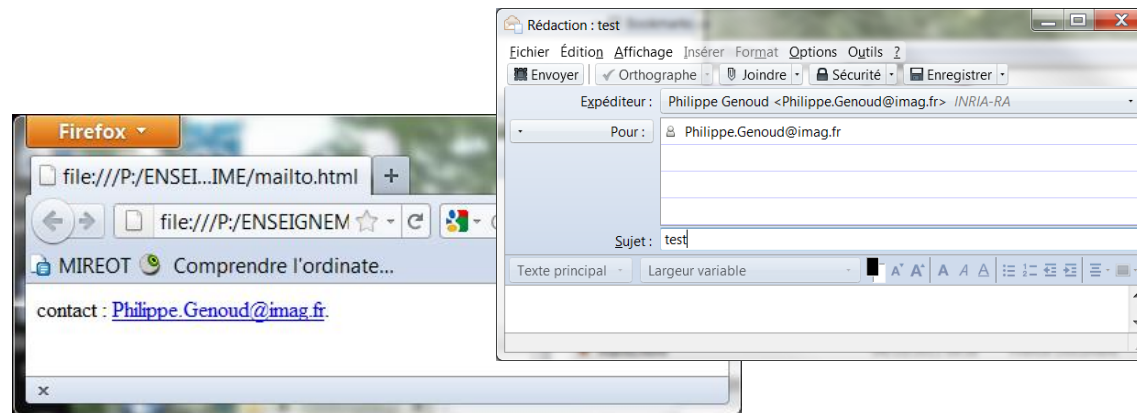 Rédaction : test
Fichier Édition Affichage Insérer Format Options Outils ?
Envoyer Orthographe Joindre Sécurité Enregistrer
Expéditeur : Philippe Genoud <Philippe.Genoud@imag.fr> INRIA-RA
Pour : Philippe.Genoud@imag.fr
Sujet : test
Texte principal Largeur variable
Firefox
file:///P:/ENSEI...IME/mailto.html +
file:///P:/ENSEIGNEM
MIREOT Comprendre l'ordinate...
contact : Philippe.Genoud@imag.fr.